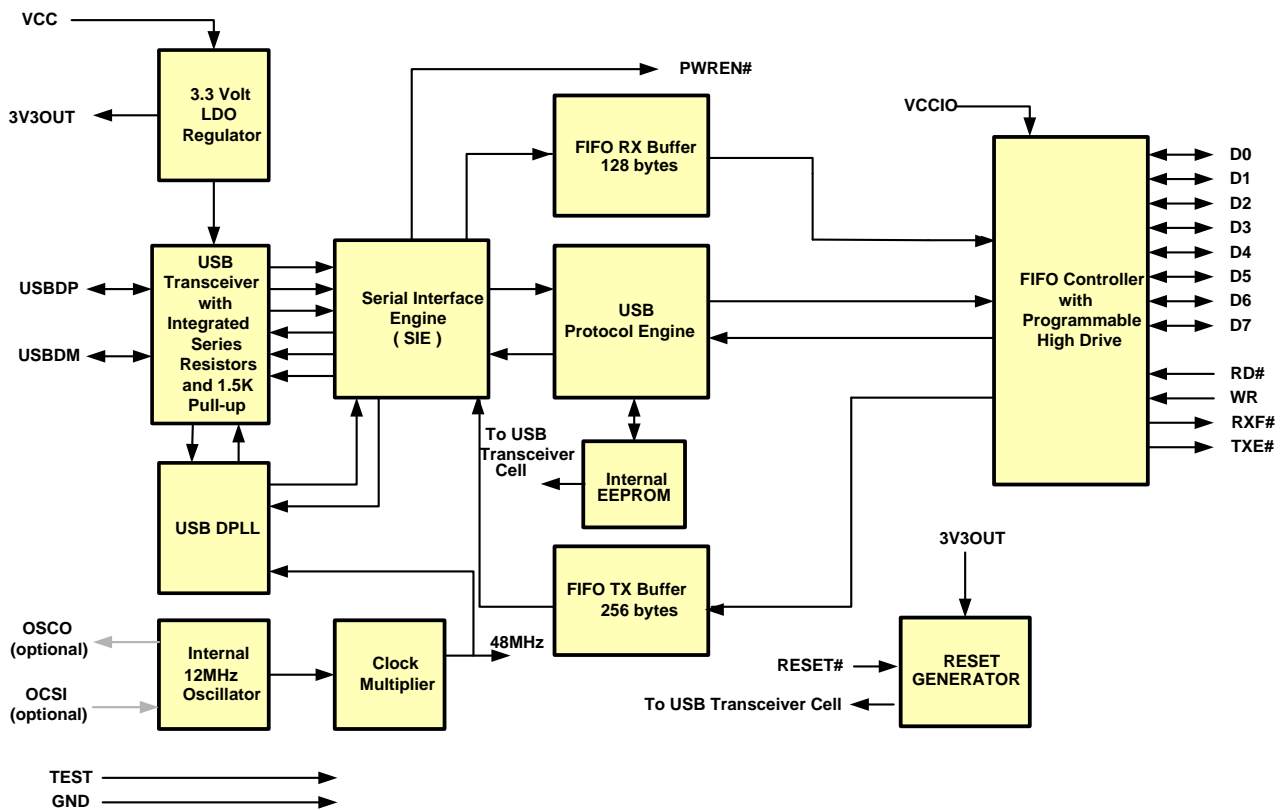 VCC
3.3 Volt
LDO
Regulator
3V3OUT
PWREN#
FIFO RX Buffer
128 bytes
VCCIO
D0
D1
D2
D3
D4
D5
D6
D7
RD#
WR
RXF#
TXE#
FIFO Controller
with
Programmable
High Drive
USBDP
USBDM
USB
Transceiver
with
Integrated
Series
Resistors
and 1.5K
Pull-up
Serial Interface
Engine
( SIE )
USB
Protocol Engine
To USB
Transceiver
Cell
Internal
EEPROM
USB DPLL
FIFO TX Buffer
256 bytes
3V3OUT
OSCO
(optional)
OCSI
(optional)
Internal
12MHz
Oscillator
Clock
Multiplier
48MHz
RESET#
RESET
GENERATOR
To USB Transceiver Cell
TEST
GND